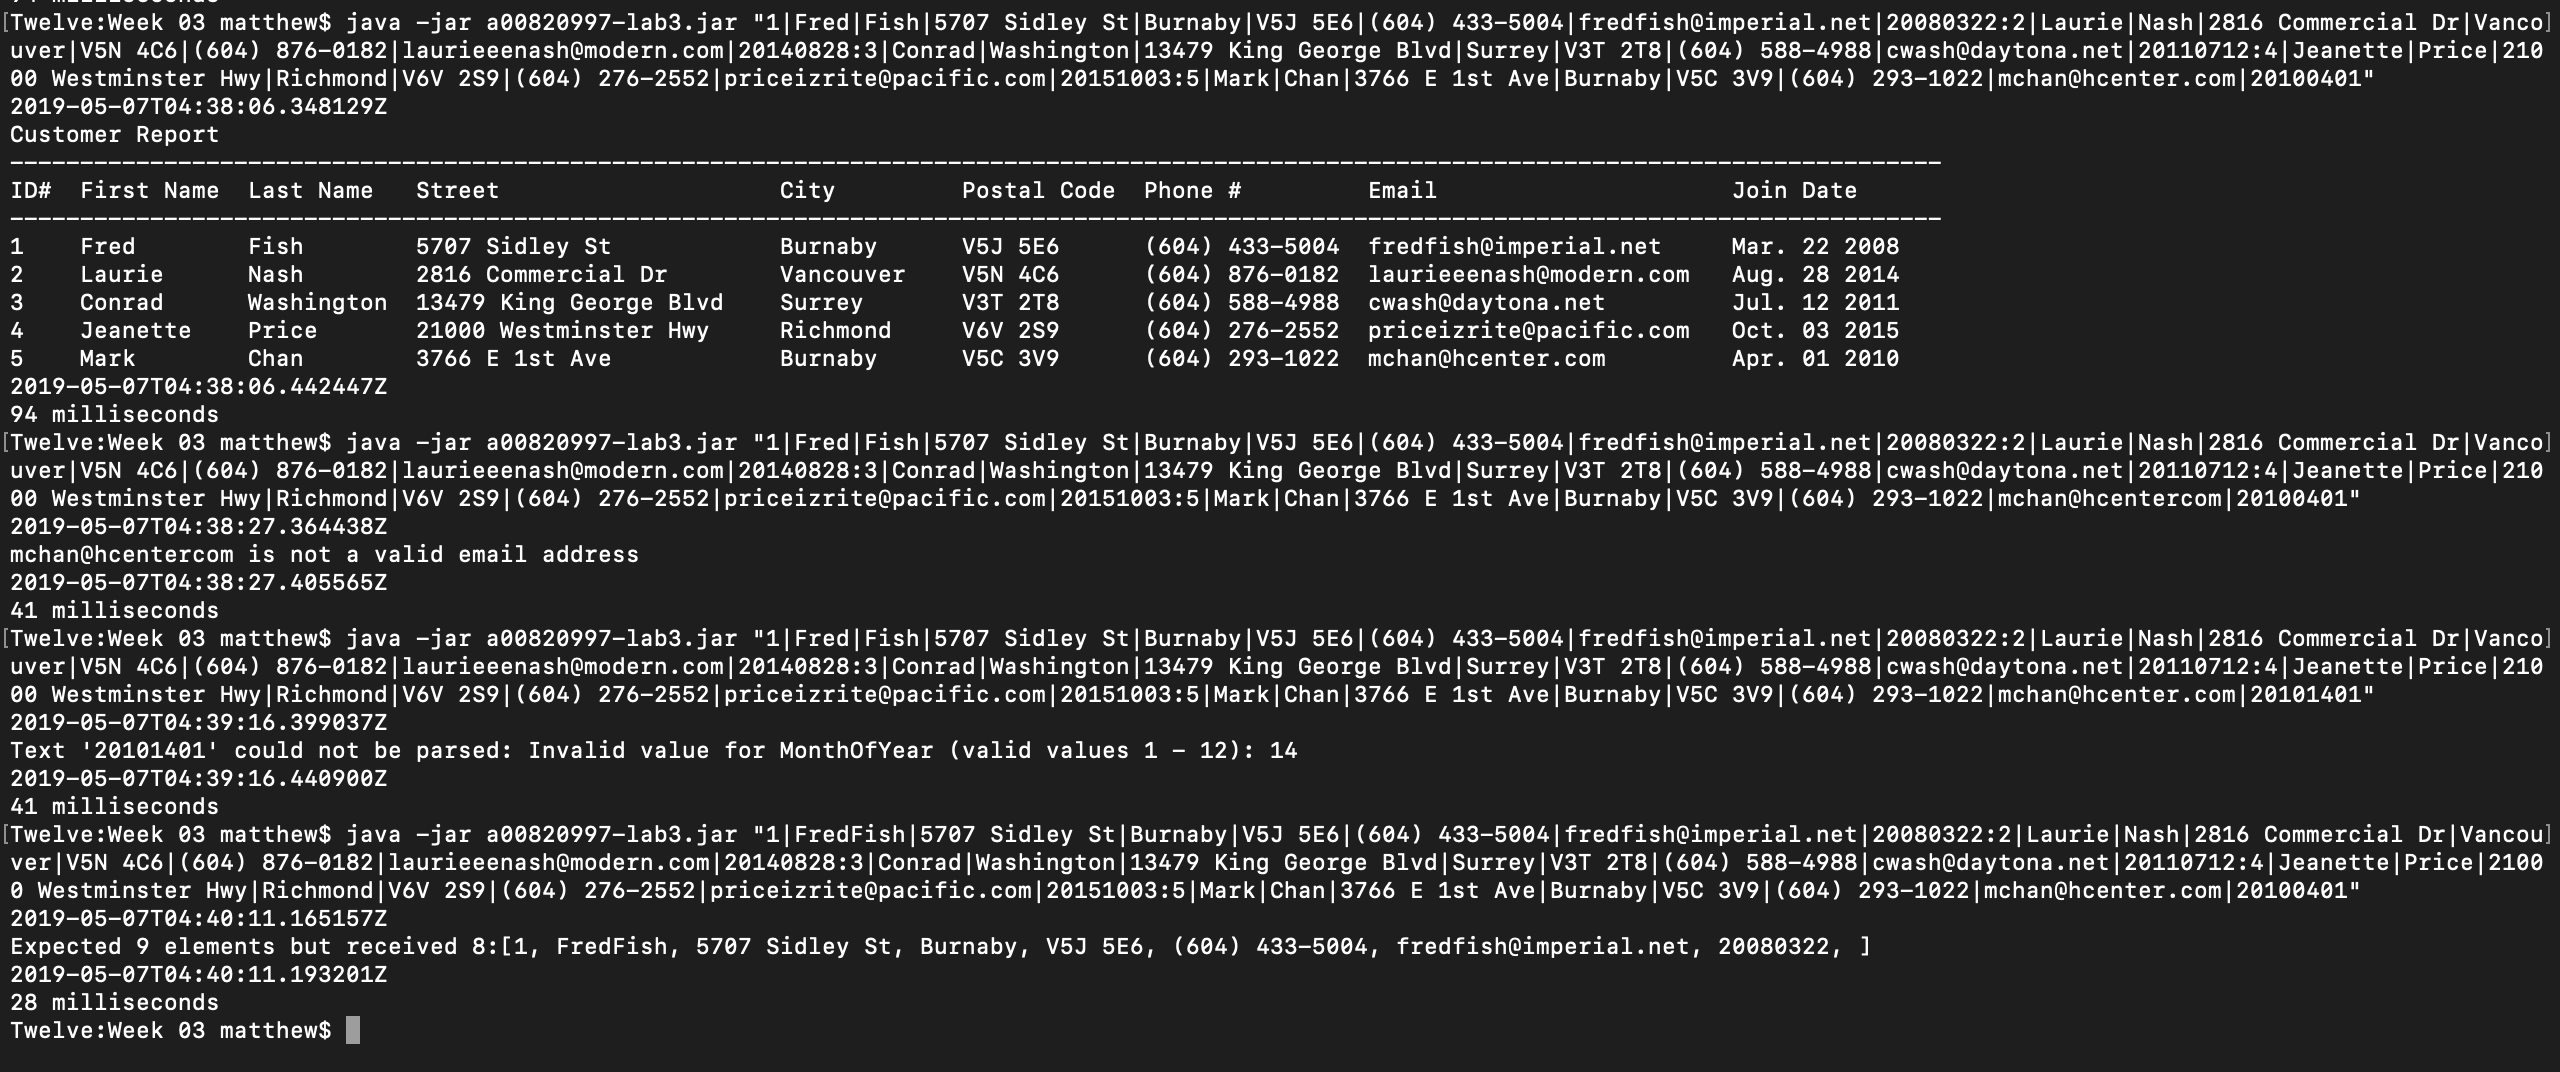 94 milliseconds
[Twelve:Week 03 matthew$ java -jar a00820997-lab3.jar "1|Fred|Fish|5707 Sidley St|Burnaby|V5J 5E6|(604) 433-5004|fredfish@imperial.net|20080322:2|Laurie|Nash|2816 Commercial Dr|Vanco]
uver|V5N 4C6|(604) 876-0182|laurieeenash@modern.com|20140828:3|Conrad|Washington|13479 King George Blvd|Surrey|V3T 2T8|(604) 588-4988|cwash@daytona.net|20110712:4|Jeanette|Price|210
00 Westminster Hwy|Richmond|V6V 2S9|(604) 276-2552|priceizrite@pacific.com|20151003:5|Mark|Chan|3766 E 1st Ave|Burnaby|V5C 3V9|(604) 293-1022|mchan@hcenter.com|20100401"
2019-05-07T04:38:06.348129Z
Customer Report
------------------------------------------------------------------------------------------------------------------------------------------
ID#  First Name  Last Name   Street                    City         Postal Code  Phone #         Email                     Join Date
------------------------------------------------------------------------------------------------------------------------------------------
1    Fred        Fish        5707 Sidley St            Burnaby      V5J 5E6      (604) 433-5004  fredfish@imperial.net     Mar. 22 2008
2    Laurie      Nash        2816 Commercial Dr        Vancouver    V5N 4C6      (604) 876-0182  laurieeenash@modern.com   Aug. 28 2014
3    Conrad      Washington  13479 King George Blvd    Surrey       V3T 2T8      (604) 588-4988  cwash@daytona.net         Jul. 12 2011
4    Jeanette    Price       21000 Westminster Hwy     Richmond     V6V 2S9      (604) 276-2552  priceizrite@pacific.com   Oct. 03 2015
5    Mark        Chan        3766 E 1st Ave            Burnaby      V5C 3V9      (604) 293-1022  mchan@hcenter.com         Apr. 01 2010
2019-05-07T04:38:06.442447Z
94 milliseconds
[Twelve:Week 03 matthew$ java -jar a00820997-lab3.jar "1|Fred|Fish|5707 Sidley St|Burnaby|V5J 5E6|(604) 433-5004|fredfish@imperial.net|20080322:2|Laurie|Nash|2816 Commercial Dr|Vanco]
uver|V5N 4C6|(604) 876-0182|laurieeenash@modern.com|20140828:3|Conrad|Washington|13479 King George Blvd|Surrey|V3T 2T8|(604) 588-4988|cwash@daytona.net|20110712:4|Jeanette|Price|210
00 Westminster Hwy|Richmond|V6V 2S9|(604) 276-2552|priceizrite@pacific.com|20151003:5|Mark|Chan|3766 E 1st Ave|Burnaby|V5C 3V9|(604) 293-1022|mchan@hcentercom|20100401"
2019-05-07T04:38:27.364438Z
mchan@hcentercom is not a valid email address
2019-05-07T04:38:27.405565Z
41 milliseconds
[Twelve:Week 03 matthew$ java -jar a00820997-lab3.jar "1|Fred|Fish|5707 Sidley St|Burnaby|V5J 5E6|(604) 433-5004|fredfish@imperial.net|20080322:2|Laurie|Nash|2816 Commercial Dr|Vanco]
uver|V5N 4C6|(604) 876-0182|laurieeenash@modern.com|20140828:3|Conrad|Washington|13479 King George Blvd|Surrey|V3T 2T8|(604) 588-4988|cwash@daytona.net|20110712:4|Jeanette|Price|210
00 Westminster Hwy|Richmond|V6V 2S9|(604) 276-2552|priceizrite@pacific.com|20151003:5|Mark|Chan|3766 E 1st Ave|Burnaby|V5C 3V9|(604) 293-1022|mchan@hcenter.com|20101401"
2019-05-07T04:39:16.399037Z
Text '20101401' could not be parsed: Invalid value for MonthOfYear (valid values 1 - 12): 14
2019-05-07T04:39:16.440900Z
41 milliseconds
[Twelve:Week 03 matthew$ java -jar a00820997-lab3.jar "1|FredFish|5707 Sidley St|Burnaby|V5J 5E6|(604) 433-5004|fredfish@imperial.net|20080322:2|Laurie|Nash|2816 Commercial Dr|Vancou]
ver|V5N 4C6|(604) 876-0182|laurieeenash@modern.com|20140828:3|Conrad|Washington|13479 King George Blvd|Surrey|V3T 2T8|(604) 588-4988|cwash@daytona.net|20110712:4|Jeanette|Price|2100
0 Westminster Hwy|Richmond|V6V 2S9|(604) 276-2552|priceizrite@pacific.com|20151003:5|Mark|Chan|3766 E 1st Ave|Burnaby|V5C 3V9|(604) 293-1022|mchan@hcenter.com|20100401"
2019-05-07T04:40:11.165157Z
Expected 9 elements but received 8:[1, FredFish, 5707 Sidley St, Burnaby, V5J 5E6, (604) 433-5004, fredfish@imperial.net, 20080322, ]
2019-05-07T04:40:11.193201Z
28 milliseconds
Twelve:Week 03 matthew$